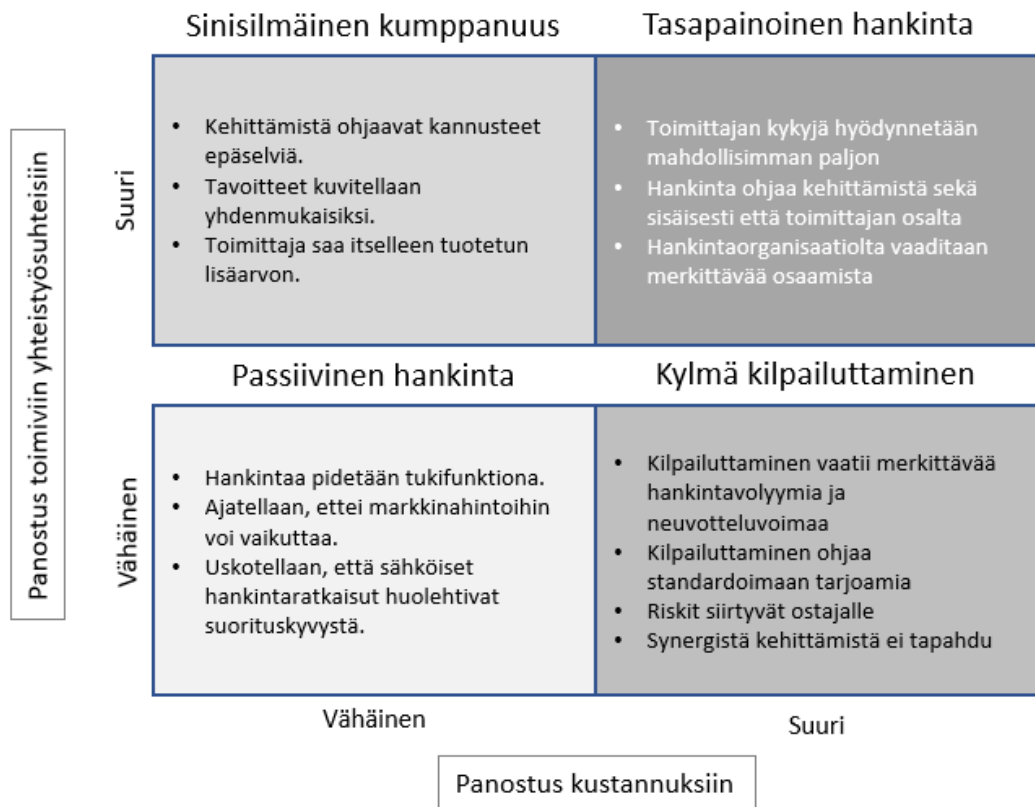 Sinisilmäinen kumppanuus
Tasapainoinen hankinta
Panostus toimiviin yhteistyösuhteisiin
Suuri
• Kehittämistä ohjaavat kannusteet
epäselviä.
• Tavoitteet kuvitellaan
yhdenmukaisiksi.
• Toimittaja saa itselleen tuotetun
lisäarvon.
• Toimittajan kykyjä hyödynnetään
mahdollisimman paljon
• Hankinta ohjaa kehittämistä sekä
sisäisesti että toimittajan osalta
• Hankintaorganisaatiolta vaaditaan
merkittävää osaamista
Passiivinen hankinta
Kylmä kilpailuttaminen
Vähäinen
• Hankintaa pidetään tukifunktiona.
• Ajatellaan, ettei markkinahintoihin
voi vaikuttaa.
• Uskotellaan, että sähköiset
hankintaratkaisut huolehtivat
suorituskyvystä.
• Kilpailuttaminen vaatii merkittävää
hankintavolyymia ja
neuvotteluvoimaa
• Kilpailuttaminen ohjaa
standardoimaan tarjoamia
• Riskit siirtyvät ostajalle
• Synergistä kehittämistä ei tapahdu
Vähäinen
Suuri
Panostus kustannuksiin